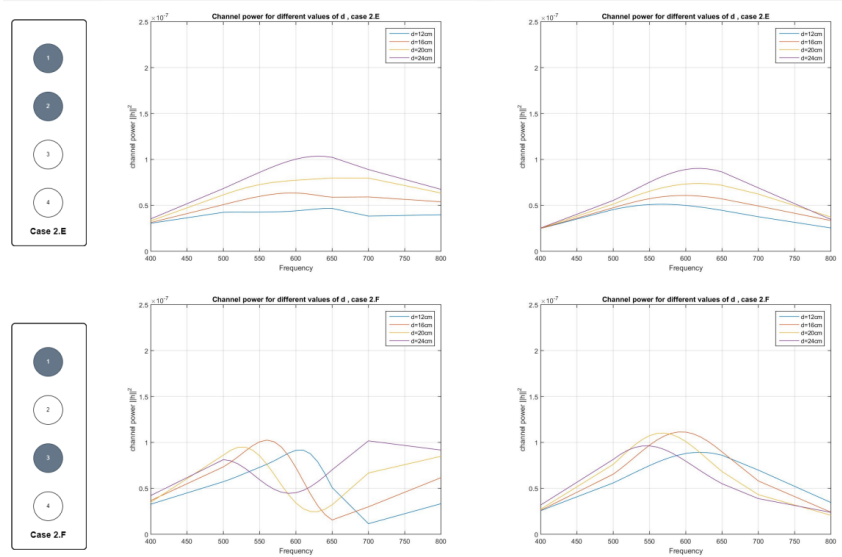 1
2
3
4
Case 2.E
Channel power for different values of d , case 2.E
×10⁻⁷
2.5
2
1.5
1
0.5
0
channel power ||h||²
400 450 500 550 600 650 700 750 800
Frequency
d=12cm
d=16cm
d=20cm
d=24cm
Channel power for different values of d , case 2.E
×10⁻⁷
2.5
2
1.5
1
0.5
0
channel power ||h||²
400 450 500 550 600 650 700 750 800
Frequency
d=12cm
d=16cm
d=20cm
d=24cm
1
2
3
4
Case 2.F
Channel power for different values of d , case 2.F
×10⁻⁷
2.5
2
1.5
1
0.5
0
channel power ||h||²
400 450 500 550 600 650 700 750 800
Frequency
d=12cm
d=16cm
d=20cm
d=24cm
Channel power for different values of d , case 2.F
×10⁻⁷
2.5
2
1.5
1
0.5
0
channel power ||h||²
400 450 500 550 600 650 700 750 800
Frequency
d=12cm
d=16cm
d=20cm
d=24cm